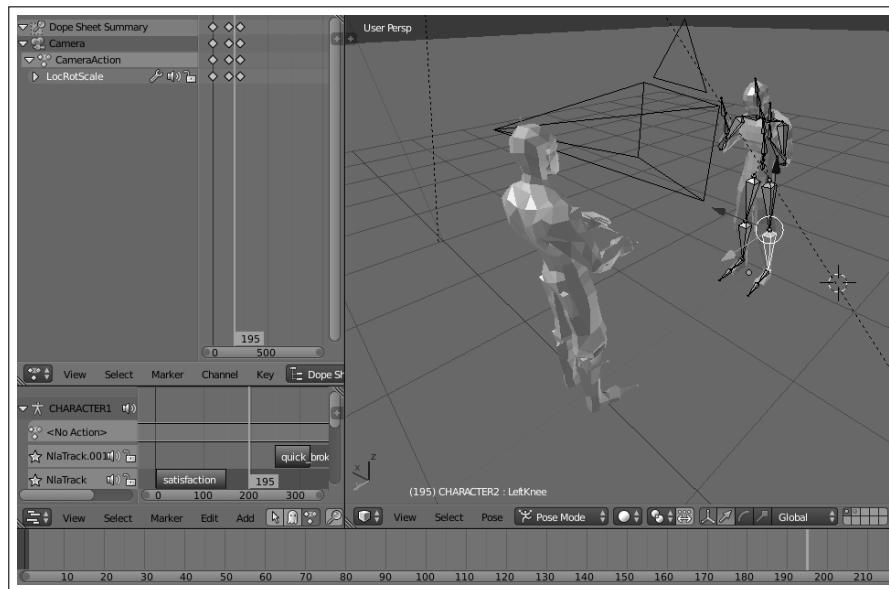 Dope Sheet Summary
Camera
CameraAction
LocRotScale
195
0 500
View Select Marker Channel Key Dope Sh
CHARACTER1
<No Action>
NlaTrack.001
quick_brok
NlaTrack
satisfaction
195
0 100 200 300
View Select Marker Edit Add
User Persp
z
x
y
(195) CHARACTER2 : LeftKnee
View Select Pose Pose Mode Global
10 20 30 40 50 60 70 80 90 100 110 120 130 140 150 160 170 180 190 200 210